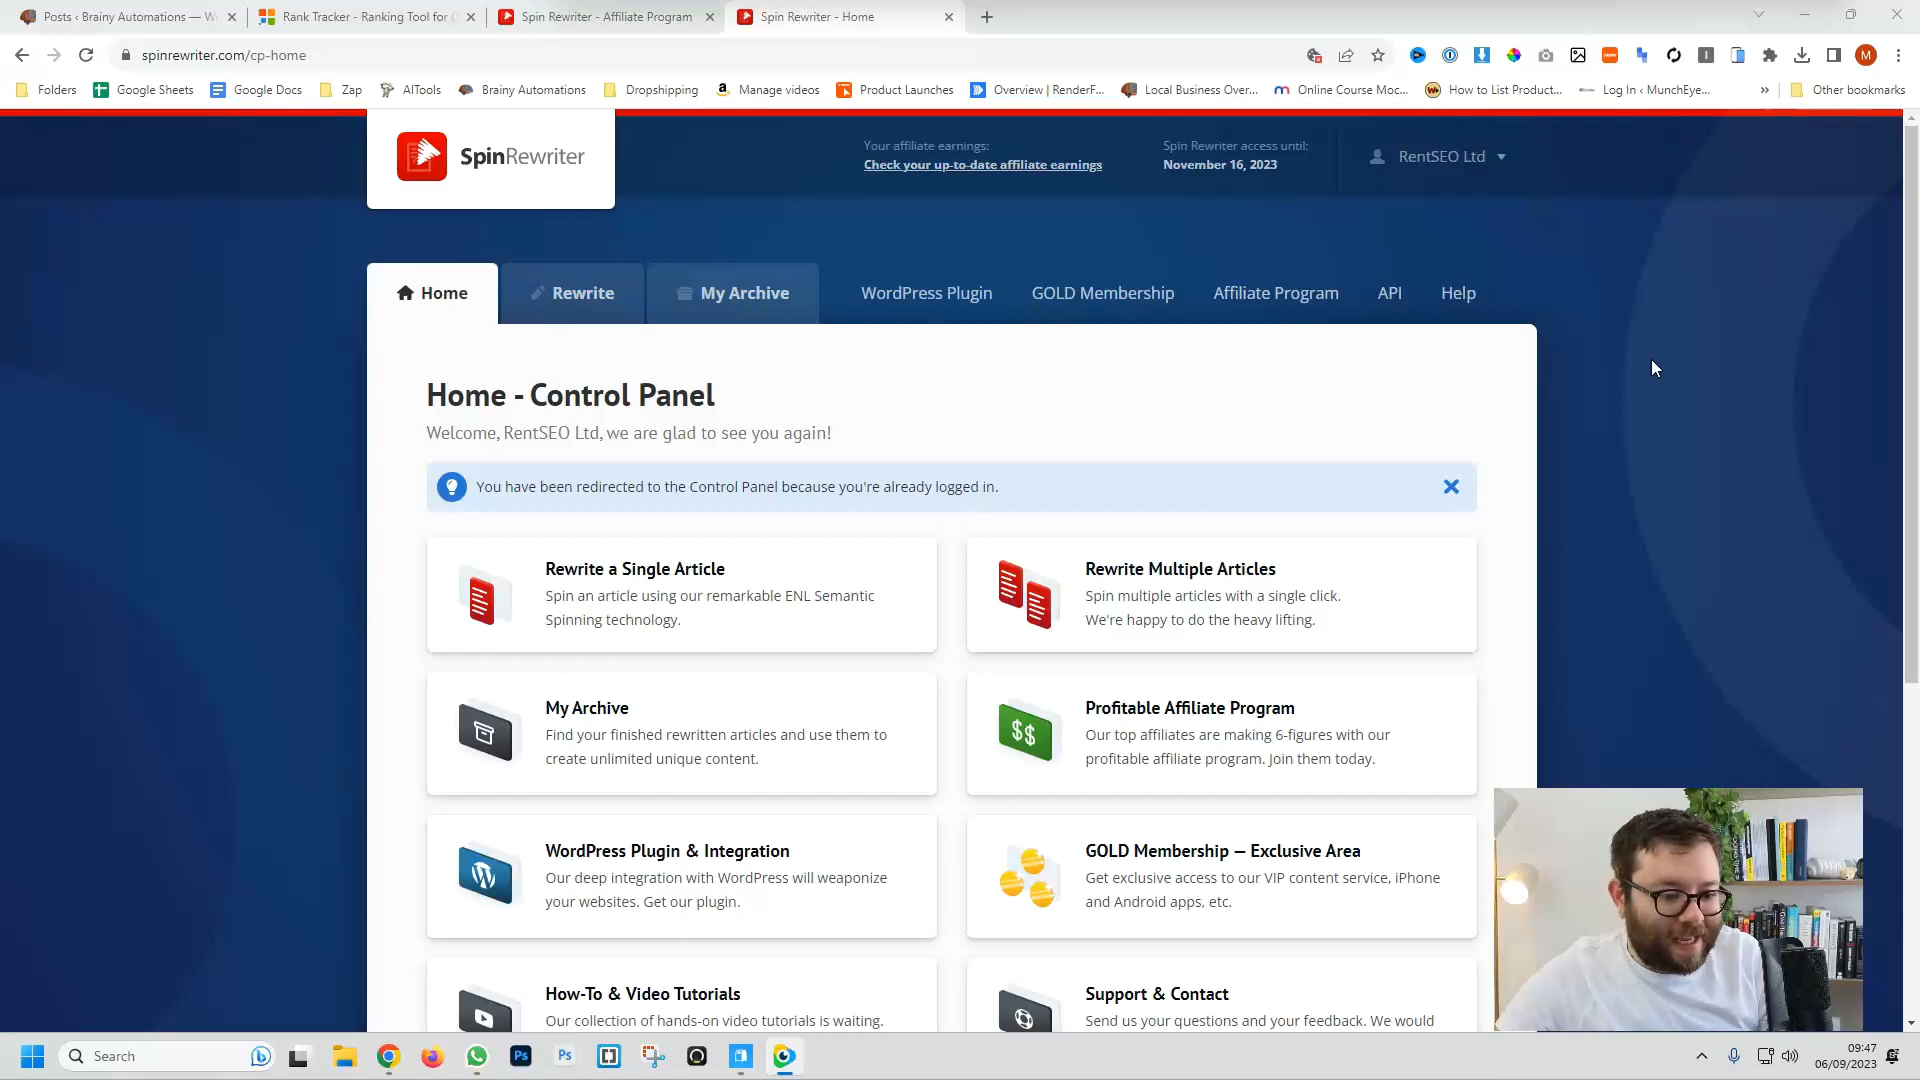 Posts ‹ Brainy Automations — W
Rank Tracker - Ranking Tool for
Spin Rewriter - Affiliate Program
Spin Rewriter - Home
spinrewriter.com/cp-home
M
Folders
Google Sheets
Google Docs
Zap
AITools
Brainy Automations
Dropshipping
Manage videos
Product Launches
Overview | RenderF...
Local Business Over...
Online Course Moc...
How to List Product...
Log In ‹ MunchEye...
»
Other bookmarks
SpinRewriter
Your affiliate earnings:
Check your up-to-date affiliate earnings
Spin Rewriter access until:
November 16, 2023
RentSEO Ltd
Home
Rewrite
My Archive
WordPress Plugin
GOLD Membership
Affiliate Program
API
Help
Home - Control Panel
Welcome, RentSEO Ltd, we are glad to see you again!
You have been redirected to the Control Panel because you're already logged in.
Rewrite a Single Article
Spin an article using our remarkable ENL Semantic
Spinning technology.
Rewrite Multiple Articles
Spin multiple articles with a single click.
We're happy to do the heavy lifting.
My Archive
Find your finished rewritten articles and use them to
create unlimited unique content.
$$
Profitable Affiliate Program
Our top affiliates are making 6-figures with our
profitable affiliate program. Join them today.
WordPress Plugin & Integration
Our deep integration with WordPress will weaponize
your websites. Get our plugin.
GOLD Membership — Exclusive Area
Get exclusive access to our VIP content service, iPhone
and Android apps, etc.
How-To & Video Tutorials
Our collection of hands-on video tutorials is waiting.
Support & Contact
Send us your questions and your feedback. We would
Search
Ps
Ps
09:47
06/09/2023